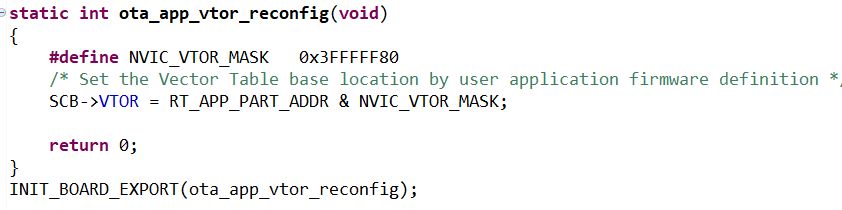 static int ota_app_vtor_reconfig(void)
{
    #define NVIC_VTOR_MASK   0x3FFFFF80
    /* Set the Vector Table base location by user application firmware definition *
    SCB->VTOR = RT_APP_PART_ADDR & NVIC_VTOR_MASK;

    return 0;
}
INIT_BOARD_EXPORT(ota_app_vtor_reconfig);